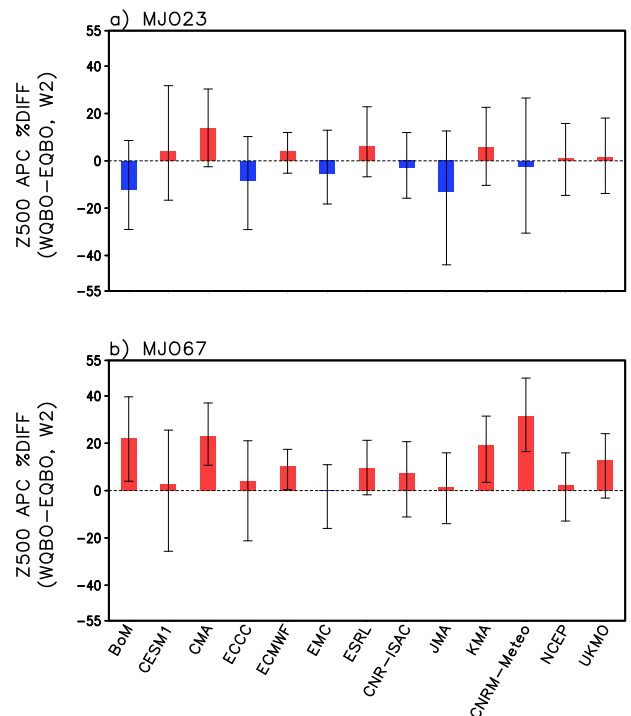 a) MJO23
Z500 APC %DIFF
(WQBO−EQBO, W2)
55
40
20
0
−20
−40
−55
b) MJO67
Z500 APC %DIFF
(WQBO−EQBO, W2)
55
40
20
0
−20
−40
−55
BoM
CESM1
CMA
ECCC
ECMWF
EMC
ESRL
CNR−ISAC
JMA
KMA
CNRM−Meteo
NCEP
UKMO